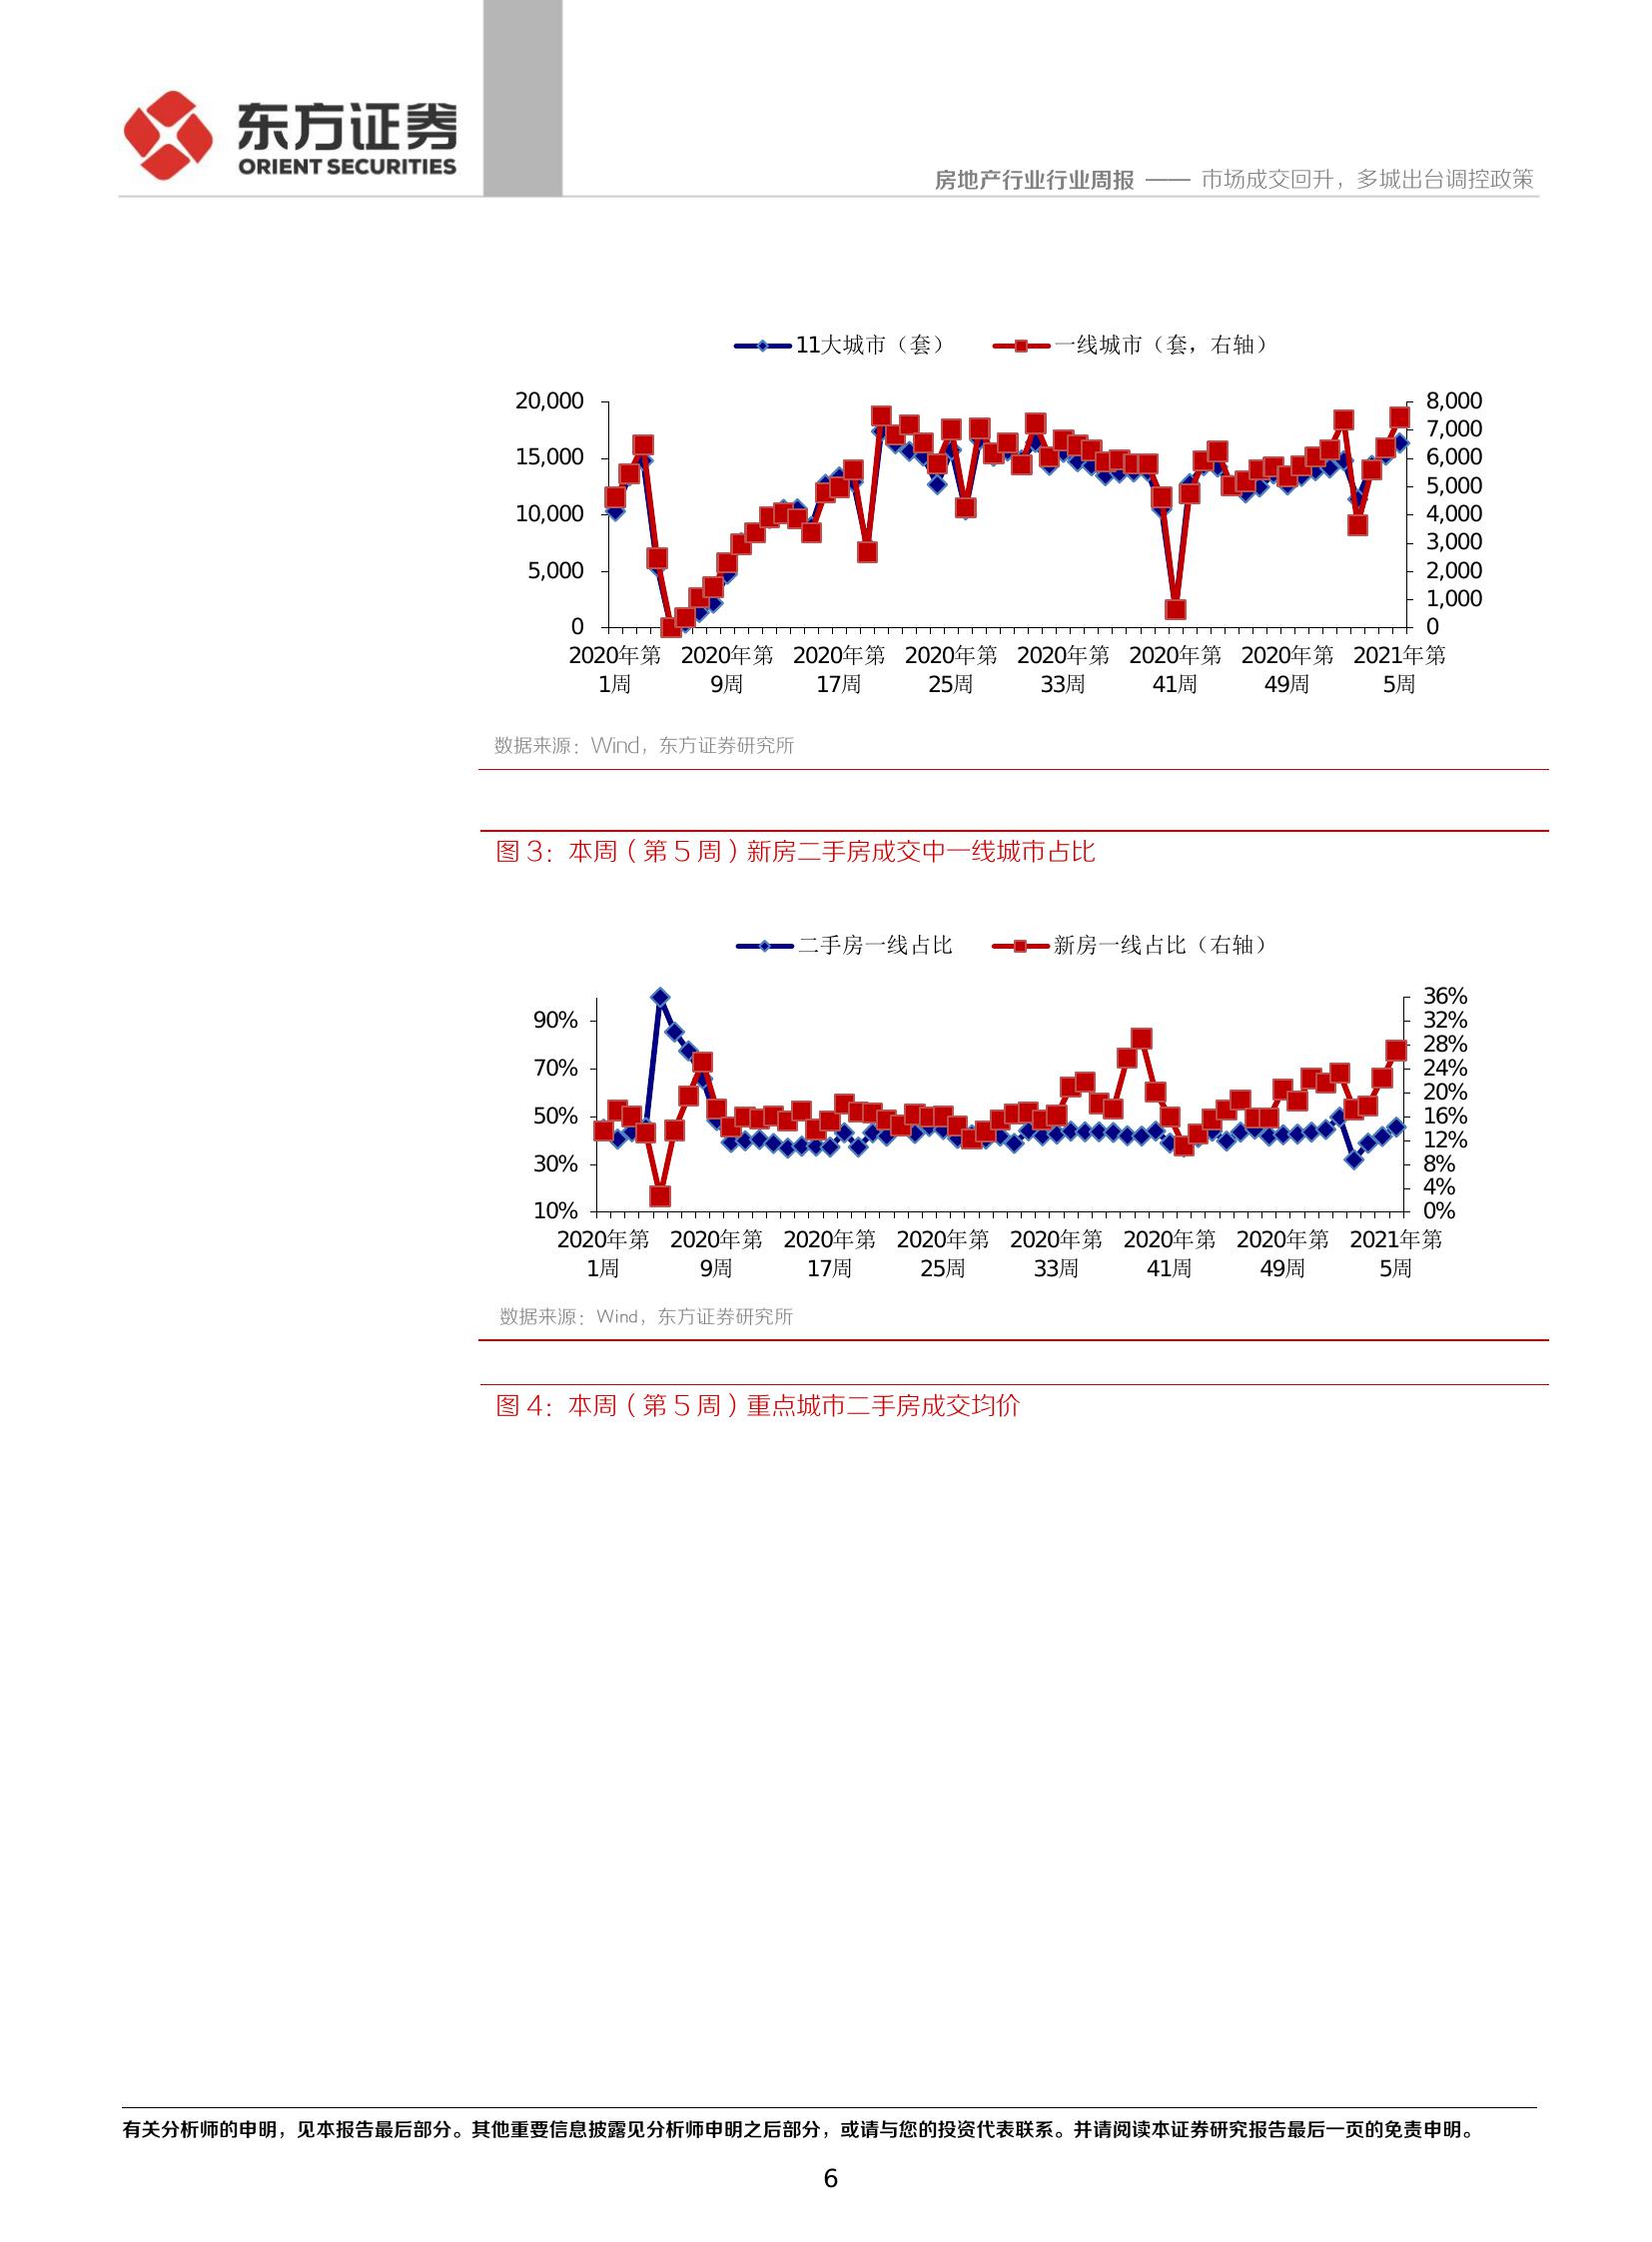 东方证券
ORIENT SECURITIES
房地产行业行业周报 —— 市场成交回升，多城出台调控政策
11大城市（套） 一线城市（套，右轴）
20,000 8,000
7,000
15,000 6,000
5,000
10,000 4,000
3,000
5,000 2,000
1,000
0 0
2020年第 2020年第 2020年第 2020年第 2020年第 2020年第 2020年第 2021年第
1周 9周 17周 25周 33周 41周 49周 5周
数据来源：Wind，东方证券研究所
图 3：本周（第 5 周）新房二手房成交中一线城市占比
二手房一线占比 新房一线占比（右轴）
36%
90% 32%
28%
70% 24%
20%
50% 16%
12%
30% 8%
4%
10% 0%
2020年第 2020年第 2020年第 2020年第 2020年第 2020年第 2020年第 2021年第
1周 9周 17周 25周 33周 41周 49周 5周
数据来源：Wind，东方证券研究所
图 4：本周（第 5 周）重点城市二手房成交均价
有关分析师的申明，见本报告最后部分。其他重要信息披露见分析师申明之后部分，或请与您的投资代表联系。并请阅读本证券研究报告最后一页的免责申明。
6